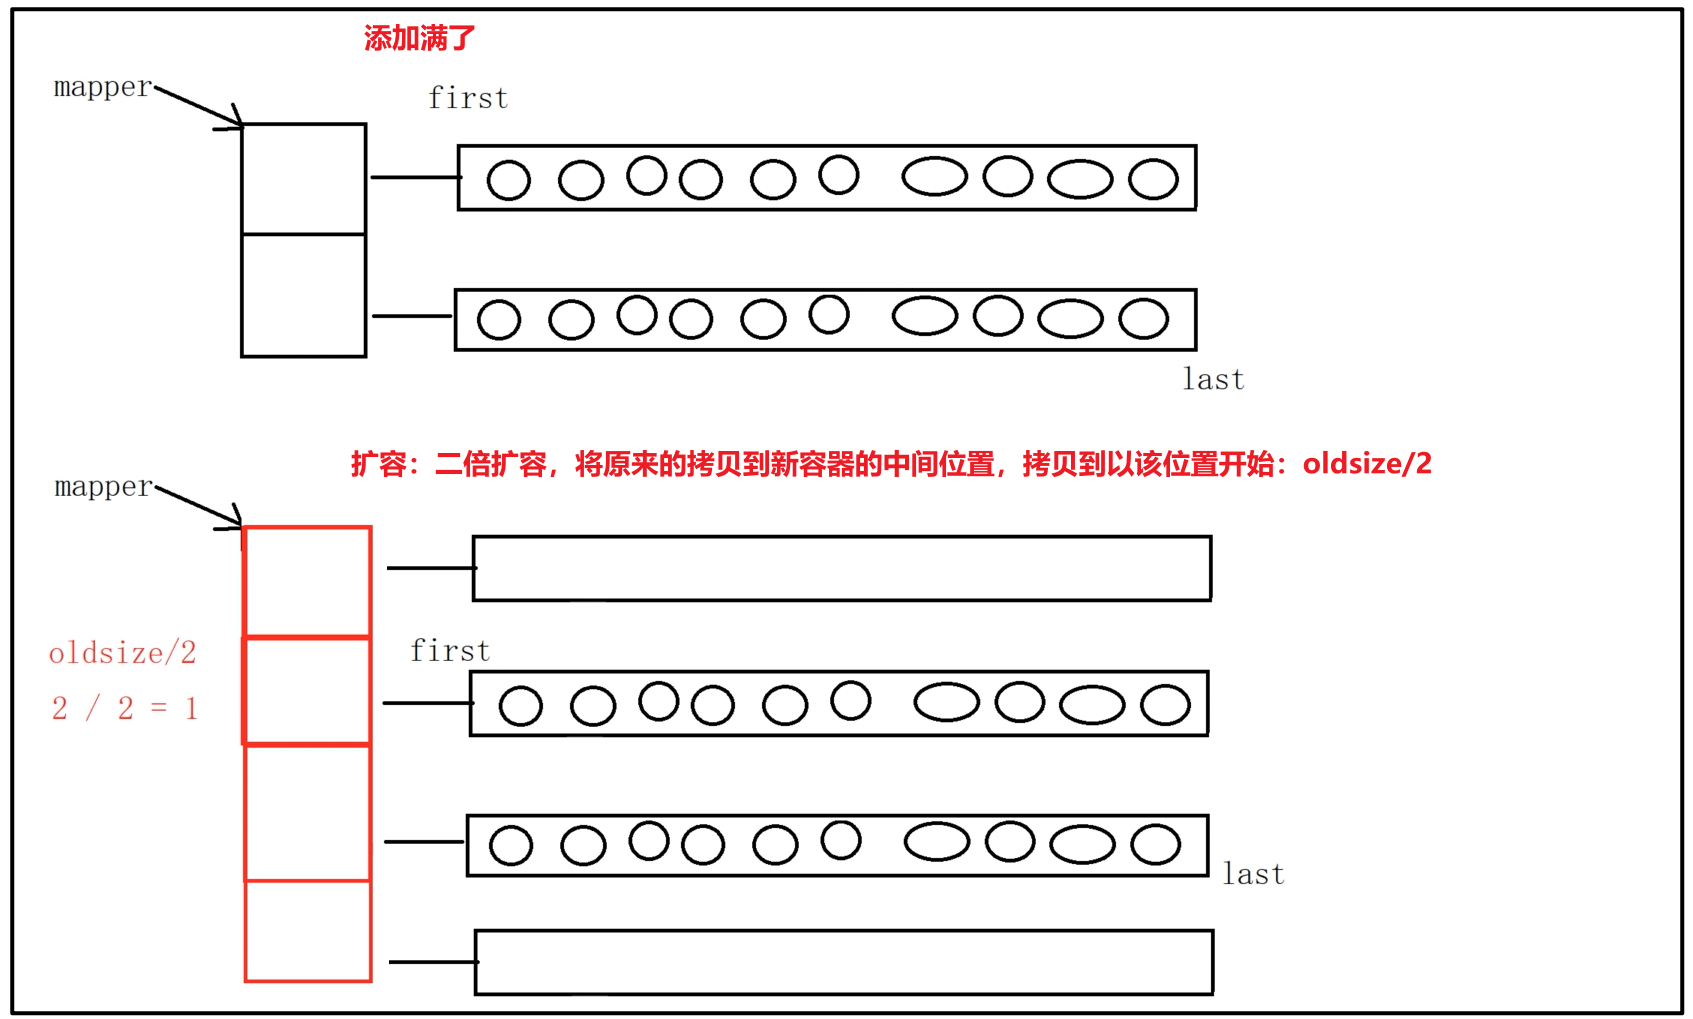 添加满了
mapper
first
last
扩容：二倍扩容，将原来的拷贝到新容器的中间位置，拷贝到以该位置开始：oldsize/2
mapper
oldsize/2
first
2 / 2 = 1
last